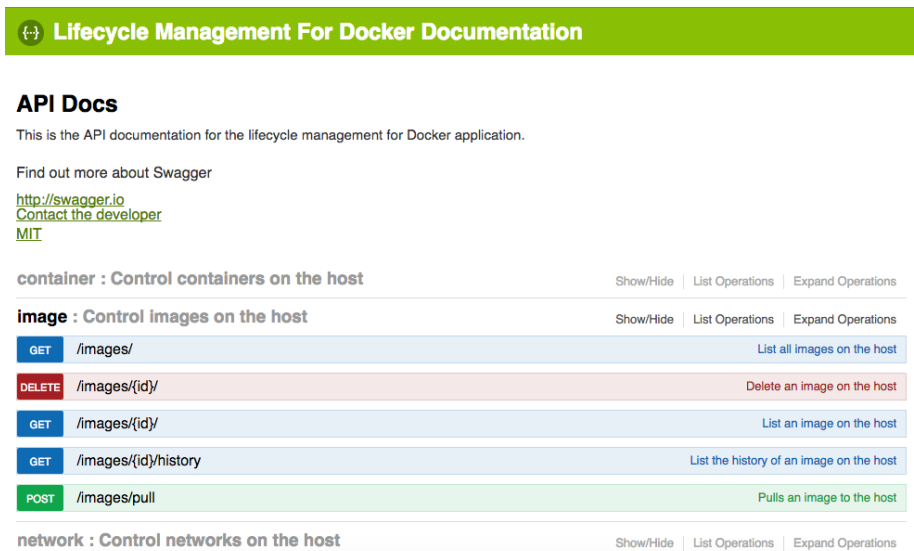 {··} Lifecycle Management For Docker Documentation
API Docs
This is the API documentation for the lifecycle management for Docker application.
Find out more about Swagger
http://swagger.io
Contact the developer
MIT
container : Control containers on the host Show/Hide List Operations Expand Operations
image : Control images on the host Show/Hide List Operations Expand Operations
GET /images/ List all images on the host
DELETE /images/{id}/ Delete an image on the host
GET /images/{id}/ List an image on the host
GET /images/{id}/history List the history of an image on the host
POST /images/pull Pulls an image to the host
network : Control networks on the host Show/Hide List Operations Expand Operations